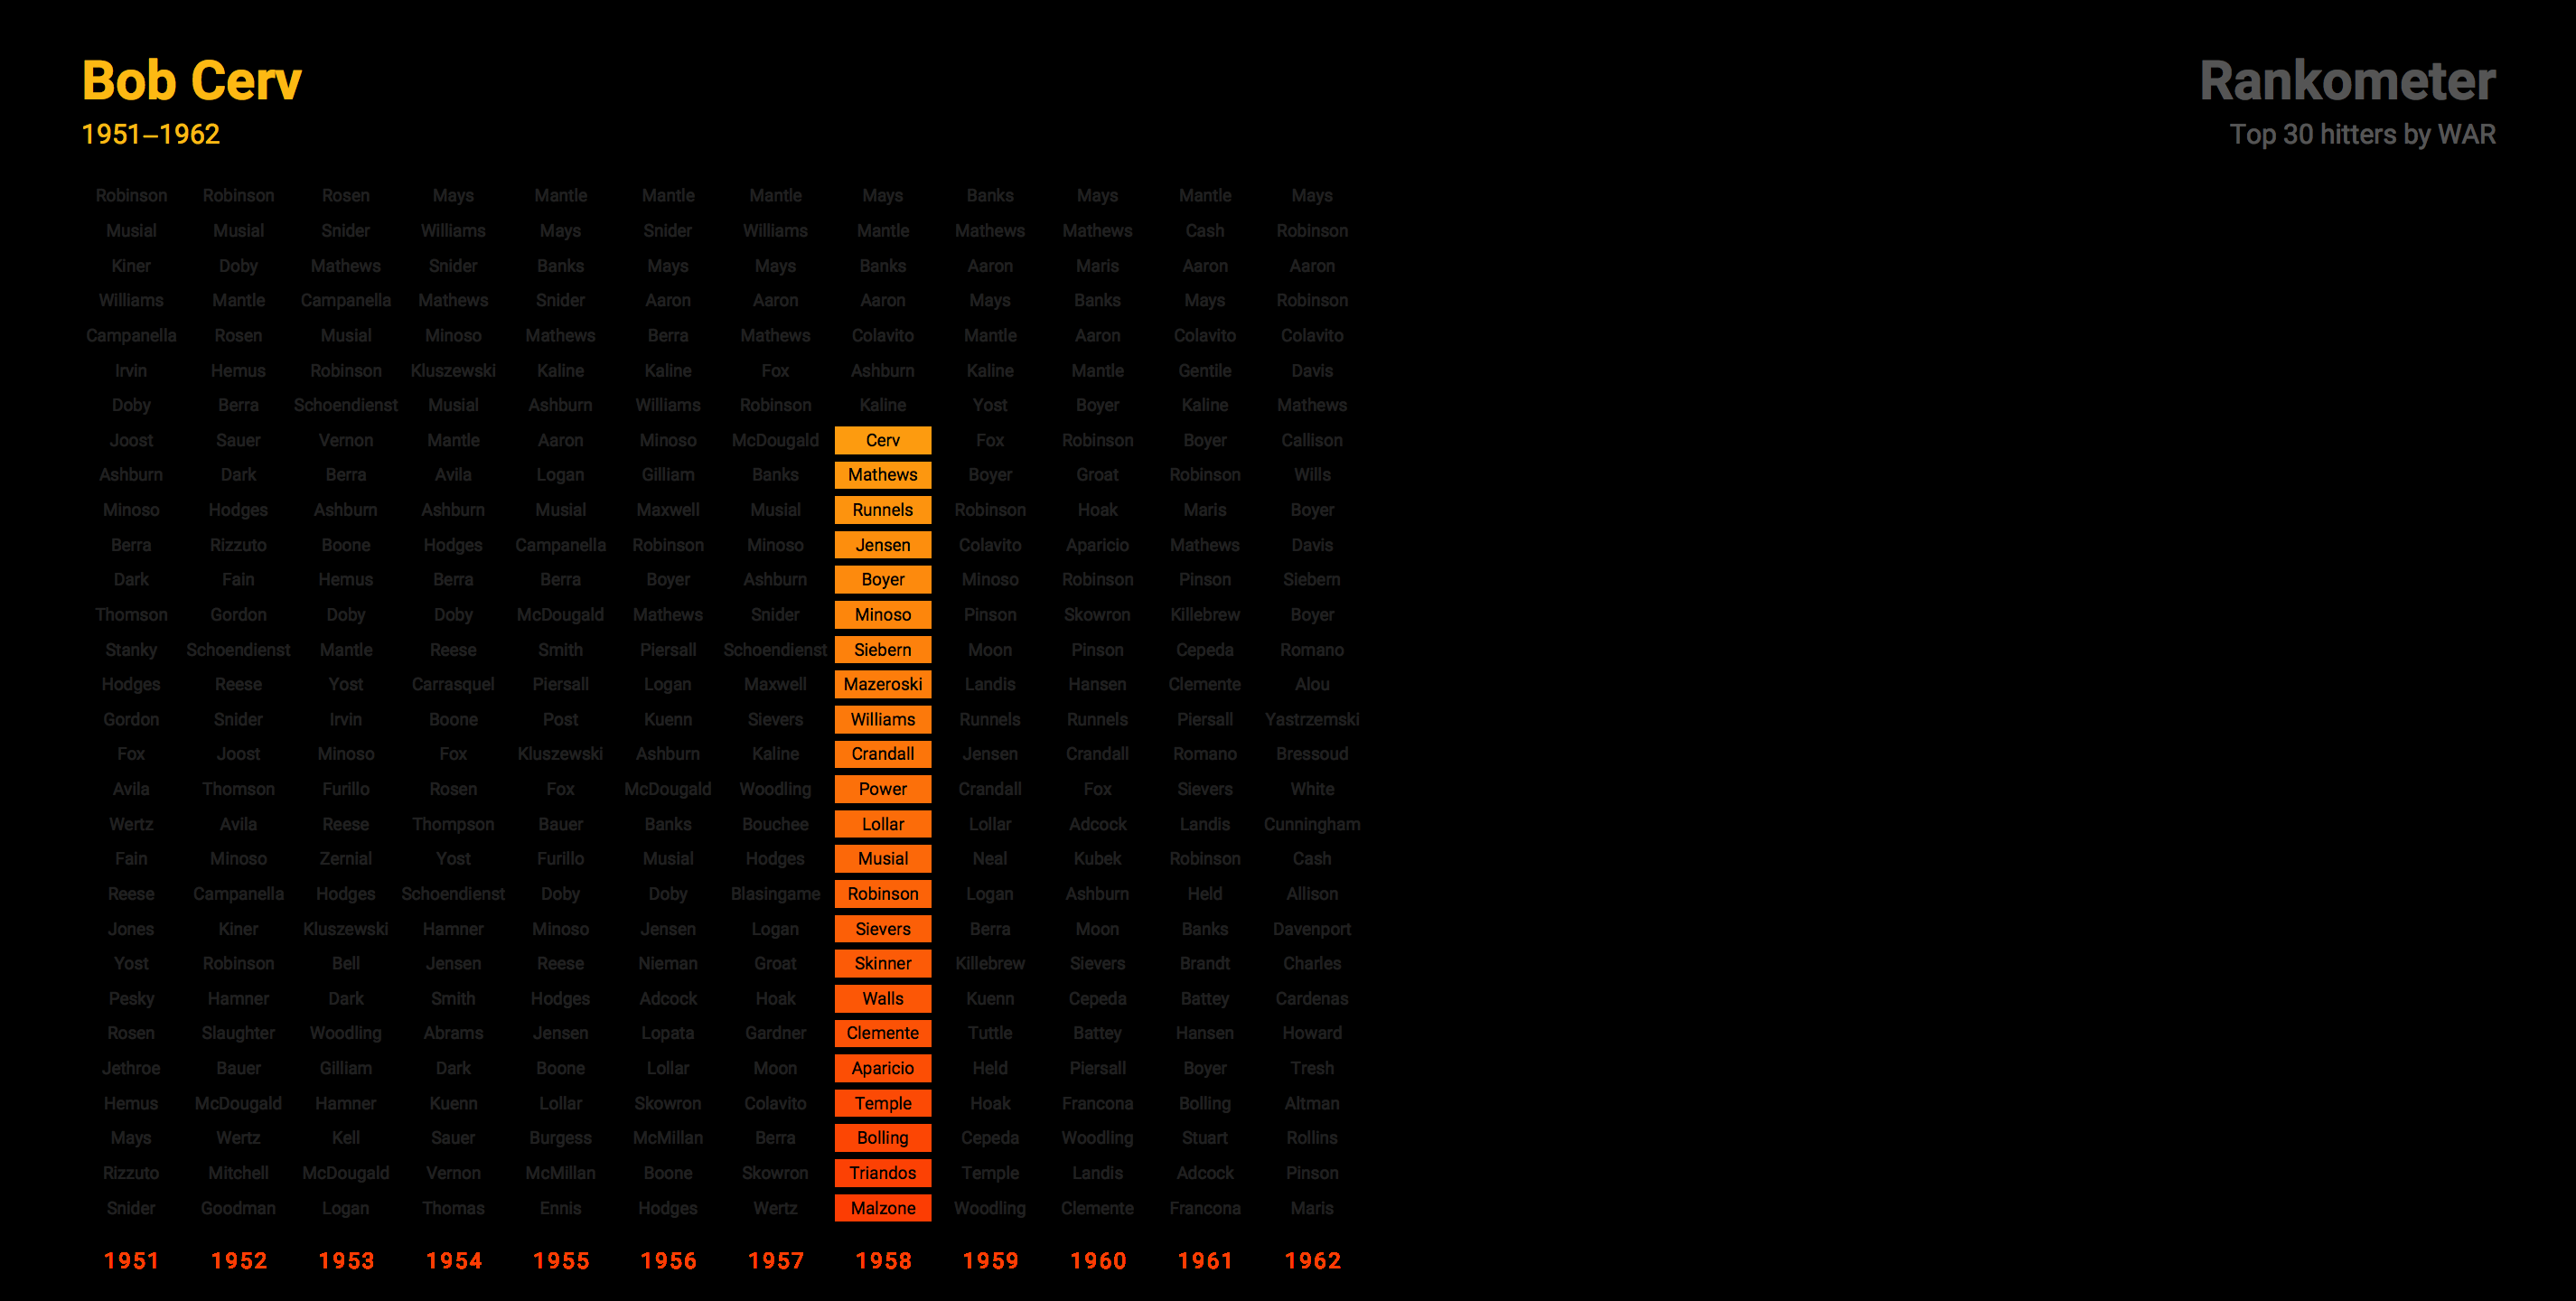 Bob Cerv
1951–1962
Rankometer
Top 30 hitters by WAR
Robinson Robinson Rosen Mays Mantle Mantle Mantle Mays Banks Mays Mantle Mays
Musial Musial Snider Williams Mays Snider Williams Mantle Mathews Mathews Cash Robinson
Kiner Doby Mathews Snider Banks Mays Mays Banks Aaron Maris Aaron Aaron
Williams Mantle Campanella Mathews Snider Aaron Aaron Aaron Mays Banks Mays Robinson
Campanella Rosen Musial Minoso Mathews Berra Mathews Colavito Mantle Aaron Colavito Colavito
Irvin Hemus Robinson Kluszewski Kaline Kaline Fox Ashburn Kaline Mantle Gentile Davis
Doby Berra Schoendienst Musial Ashburn Williams Robinson Kaline Yost Boyer Kaline Mathews
Joost Sauer Vernon Mantle Aaron Minoso McDougald Cerv Fox Robinson Boyer Callison
Ashburn Dark Berra Avila Logan Gilliam Banks Mathews Boyer Groat Robinson Wills
Minoso Hodges Ashburn Ashburn Musial Maxwell Musial Runnels Robinson Hoak Maris Boyer
Berra Rizzuto Boone Hodges Campanella Robinson Minoso Jensen Colavito Aparicio Mathews Davis
Dark Fain Hemus Berra Berra Boyer Ashburn Boyer Minoso Robinson Pinson Siebern
Thomson Gordon Doby Doby McDougald Mathews Snider Minoso Pinson Skowron Killebrew Boyer
Stanky Schoendienst Mantle Reese Smith Piersall Schoendienst Siebern Moon Pinson Cepeda Romano
Hodges Reese Yost Carrasquel Piersall Logan Maxwell Mazeroski Landis Hansen Clemente Alou
Gordon Snider Irvin Boone Post Kuenn Sievers Williams Runnels Runnels Piersall Yastrzemski
Fox Joost Minoso Fox Kluszewski Ashburn Kaline Crandall Jensen Crandall Romano Bressoud
Avila Thomson Furillo Rosen Fox McDougald Woodling Power Crandall Fox Sievers White
Wertz Avila Reese Thompson Bauer Banks Bouchee Lollar Lollar Adcock Landis Cunningham
Fain Minoso Zernial Yost Furillo Musial Hodges Musial Neal Kubek Robinson Cash
Reese Campanella Hodges Schoendienst Doby Doby Blasingame Robinson Logan Ashburn Held Allison
Jones Kiner Kluszewski Hamner Minoso Jensen Logan Sievers Berra Moon Banks Davenport
Yost Robinson Bell Jensen Reese Nieman Groat Skinner Killebrew Sievers Brandt Charles
Pesky Hamner Dark Smith Hodges Adcock Hoak Walls Kuenn Cepeda Battey Cardenas
Rosen Slaughter Woodling Abrams Jensen Lopata Gardner Clemente Tuttle Battey Hansen Howard
Jethroe Bauer Gilliam Dark Boone Lollar Moon Aparicio Held Piersall Boyer Tresh
Hemus McDougald Hamner Kuenn Lollar Skowron Colavito Temple Hoak Francona Bolling Altman
Mays Wertz Kell Sauer Burgess McMillan Berra Bolling Cepeda Woodling Stuart Rollins
Rizzuto Mitchell McDougald Vernon McMillan Boone Skowron Triandos Temple Landis Adcock Pinson
Snider Goodman Logan Thomas Ennis Hodges Wertz Malzone Woodling Clemente Francona Maris
1951 1952 1953 1954 1955 1956 1957 1958 1959 1960 1961 1962